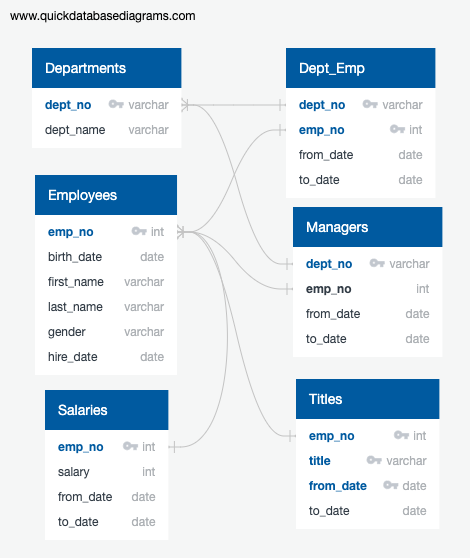 www.quickdatabasediagrams.com
Departments
dept_no varchar
dept_name varchar
Dept_Emp
dept_no varchar
emp_no int
from_date date
to_date date
Employees
emp_no int
birth_date date
first_name varchar
last_name varchar
gender varchar
hire_date date
Managers
dept_no varchar
emp_no int
from_date date
to_date date
Salaries
emp_no int
salary int
from_date date
to_date date
Titles
emp_no int
title varchar
from_date date
to_date date